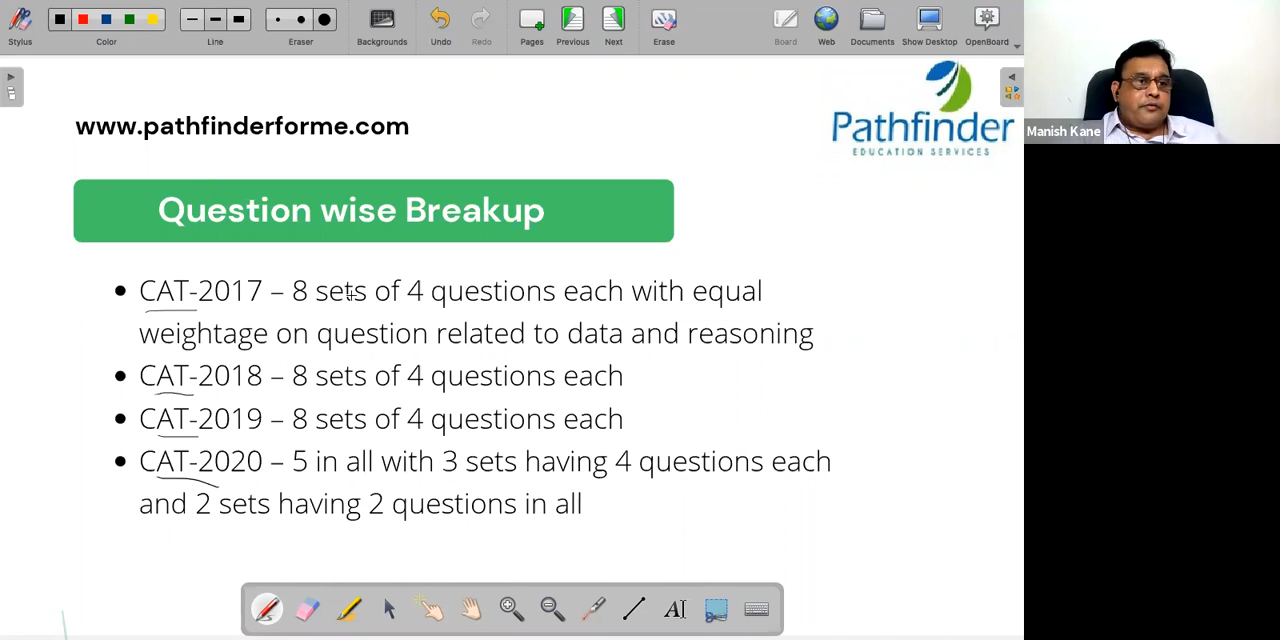 Stylus
Color
Line
Eraser
Backgrounds
Undo
Redo
Pages
Previous
Next
Erase
Board
Web
Documents
Show Desktop
OpenBoard
www.pathfinderforme.com
Pathfinder
EDUCATION SERVICES
Manish Kane
Question wise Breakup
• CAT-2017 – 8 sets of 4 questions each with equal
weightage on question related to data and reasoning
• CAT-2018 – 8 sets of 4 questions each
• CAT-2019 – 8 sets of 4 questions each
• CAT-2020 – 5 in all with 3 sets having 4 questions each
and 2 sets having 2 questions in all
A